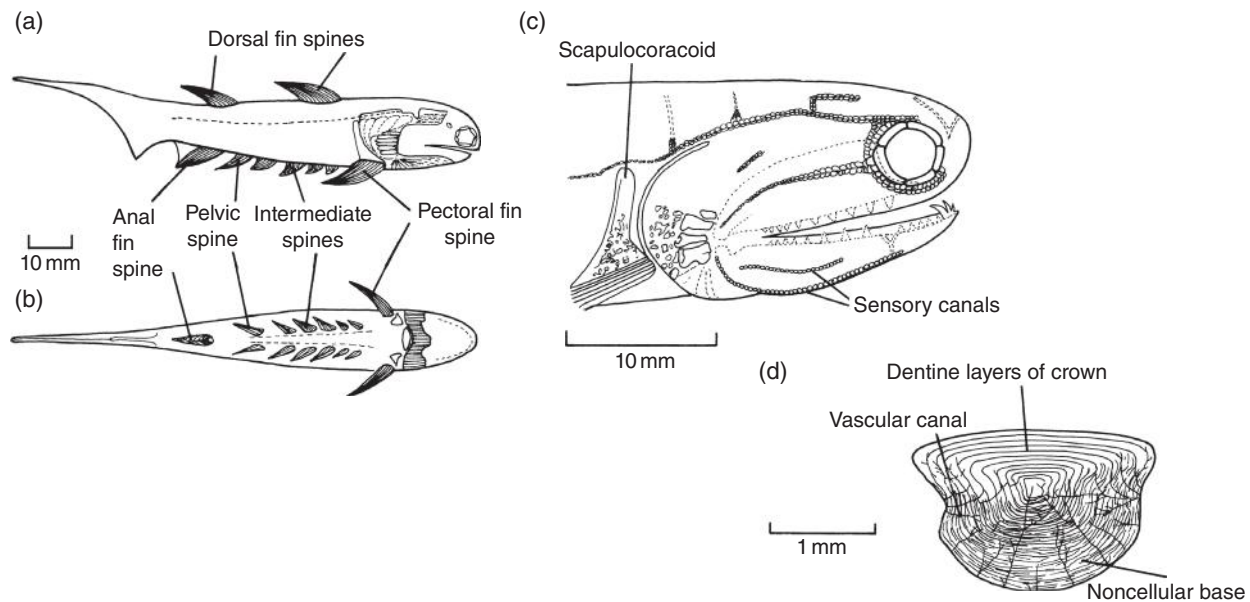 (a)
Dorsal fin spines
Anal
fin
spine
Pelvic
spine
Intermediate
spines
Pectoral fin
spine
10 mm
(b)
(c)
Scapulocoracoid
Sensory canals
10 mm
(d)
Dentine layers of crown
Vascular canal
1 mm
Noncellular base